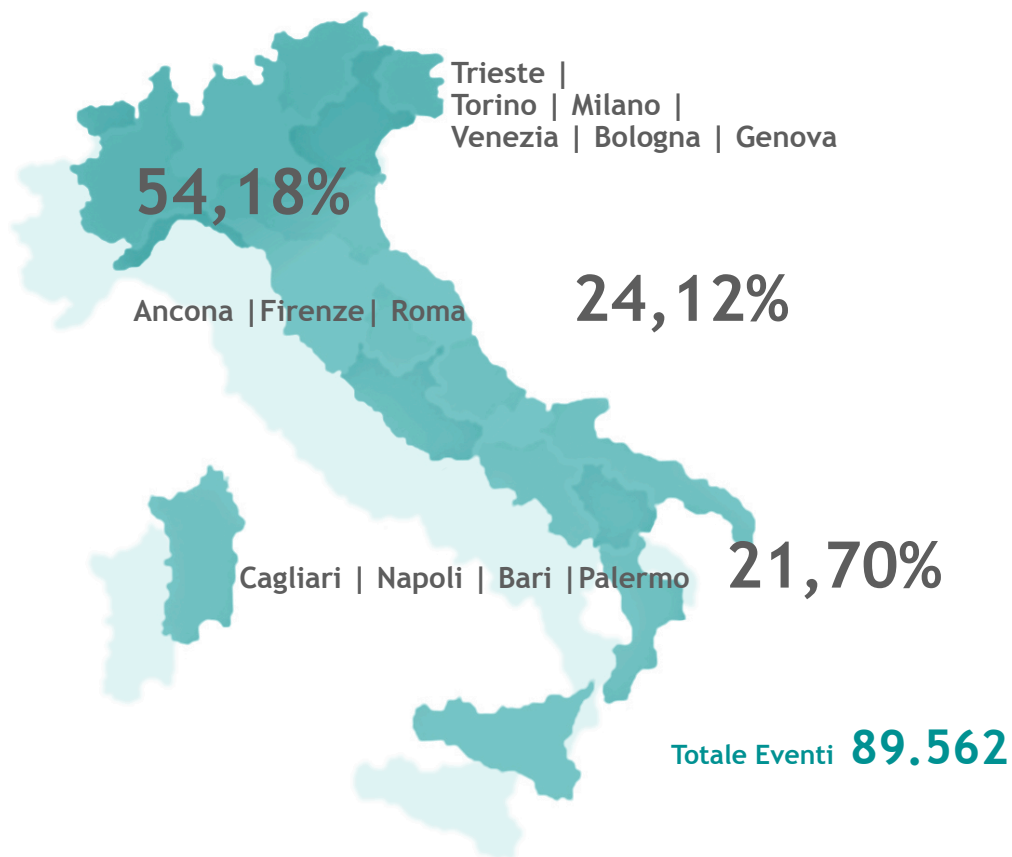 Trieste |
Torino | Milano |
Venezia | Bologna | Genova
54,18%
24,12%
Ancona |Firenze| Roma
21,70%
Cagliari | Napoli | Bari |Palermo
Totale Eventi 89.562